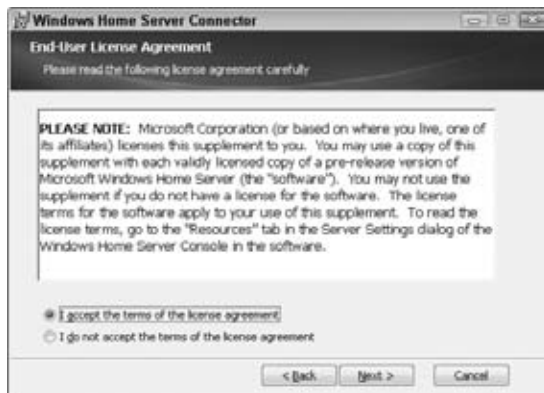 Windows Home Server Connector
End-User License Agreement
Please read the following license agreement carefully
PLEASE NOTE: Microsoft Corporation (or based on where you live, one of
its affiliates) licenses this supplement to you. You may use a copy of this
supplement with each validly licensed copy of a pre-release version of
Microsoft Windows Home Server (the "software"). You may not use the
supplement if you do not have a license for the software. The license
terms for the software apply to your use of this supplement. To read the
license terms, go to the "Resources" tab in the Server Settings dialog of the
Windows Home Server Console in the software.
I accept the terms of the license agreement
I do not accept the terms of the license agreement
< Back
Next >
Cancel